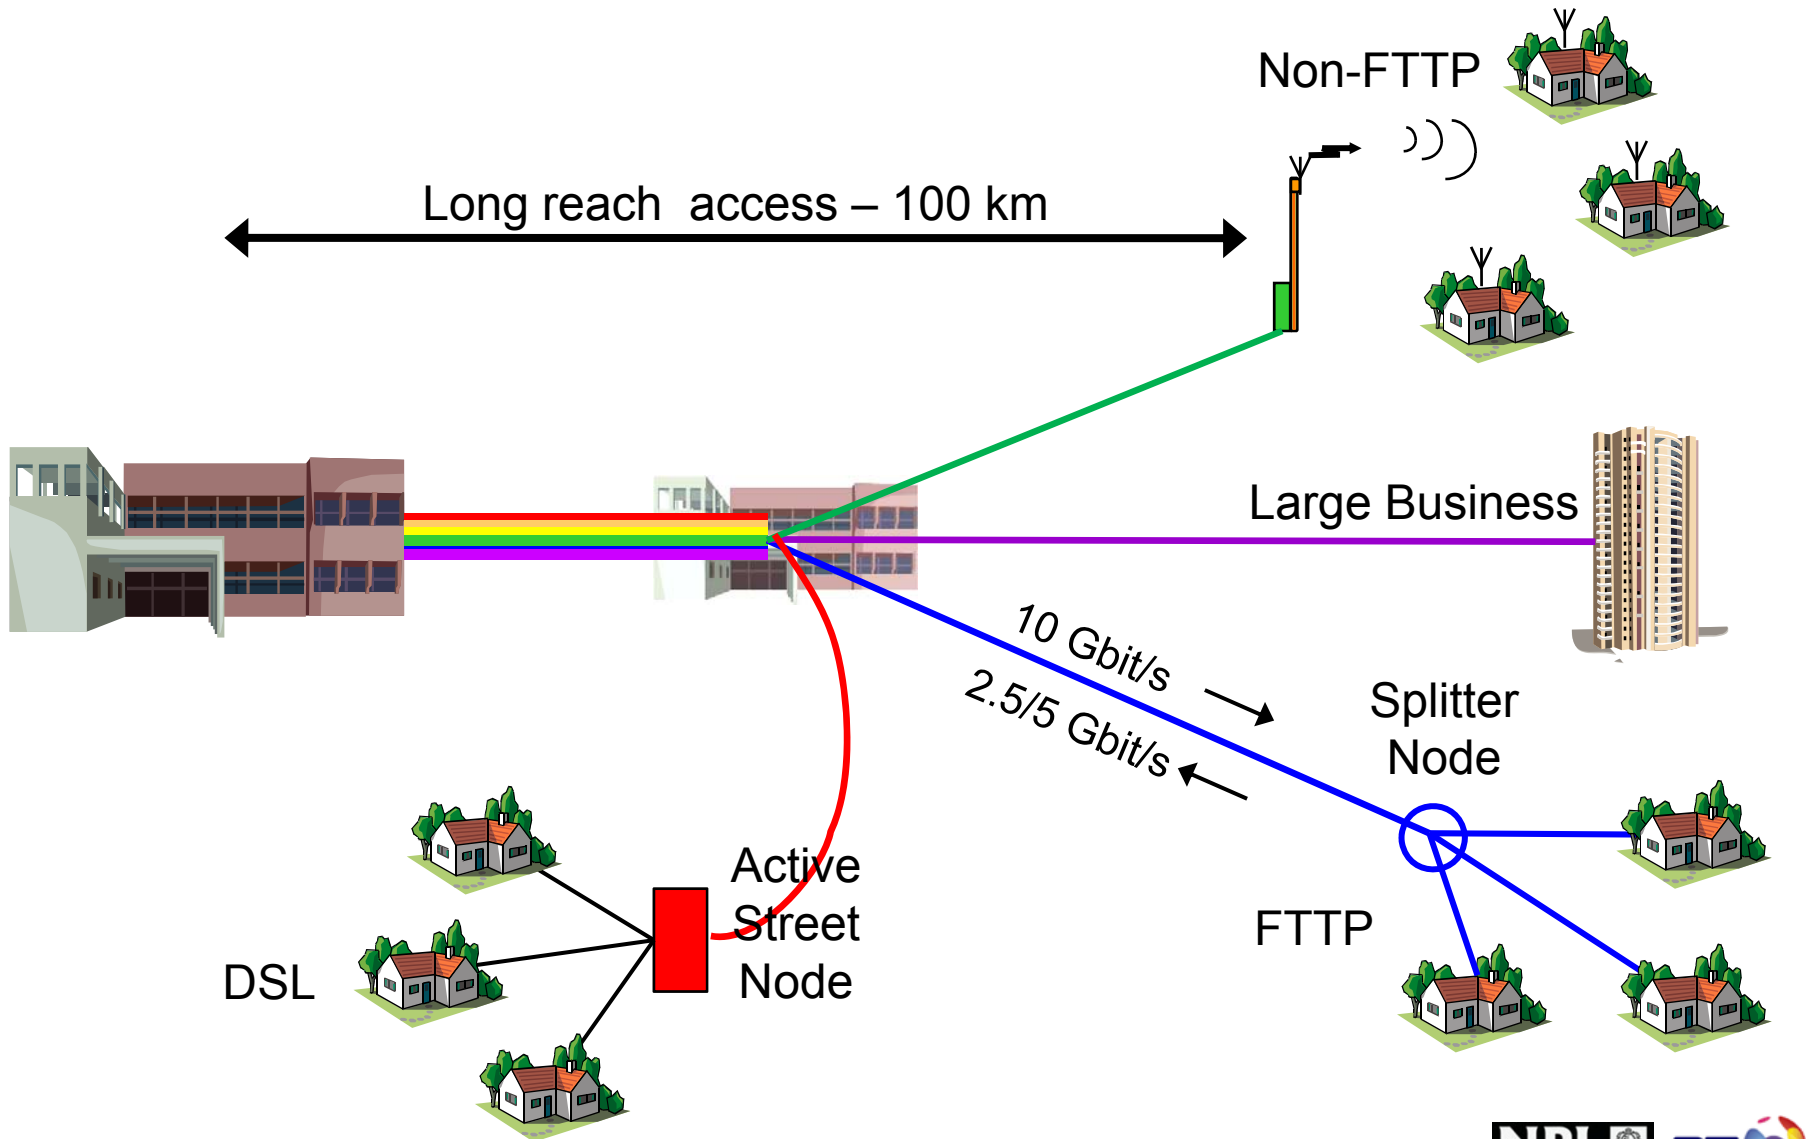 Non-FTTP
Long reach access – 100 km
Large Business
10 Gbit/s
2.5/5 Gbit/s
Splitter
Node
Active
Street
Node
FTTP
DSL